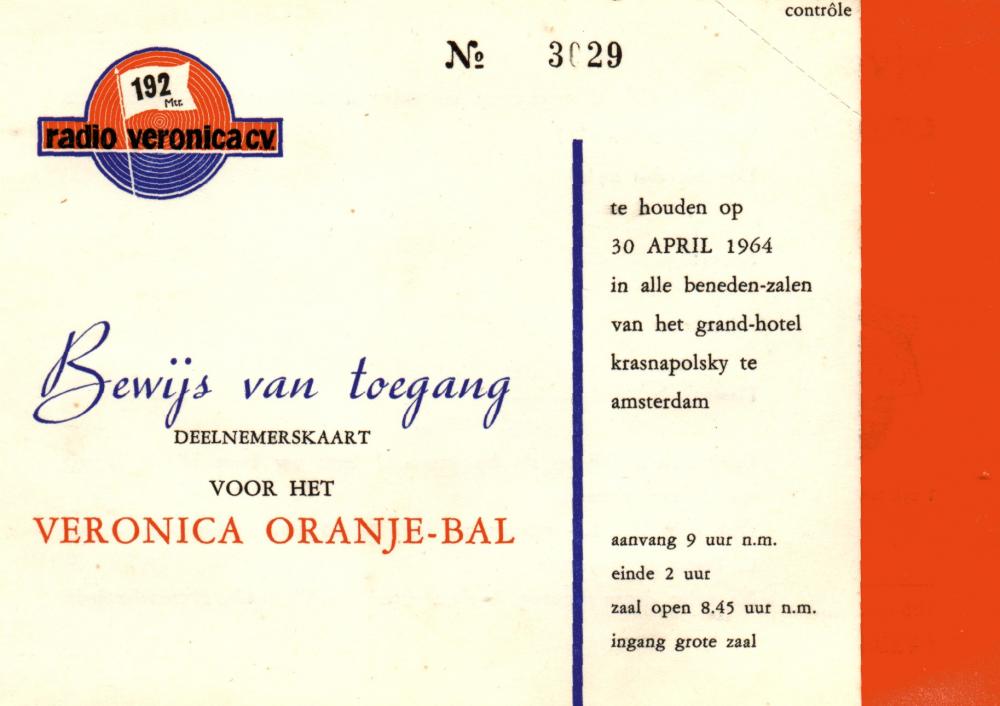 contrôle
№ 3029
192
Mtr.
radio veronica c.v.
Bewijs van toegang
DEELNEMERSKAART
VOOR HET
VERONICA ORANJE-BAL
te houden op
30 APRIL 1964
in alle beneden-zalen
van het grand-hotel
krasnapolsky te
amsterdam
aanvang 9 uur n.m.
einde 2 uur
zaal open 8.45 uur n.m.
ingang grote zaal